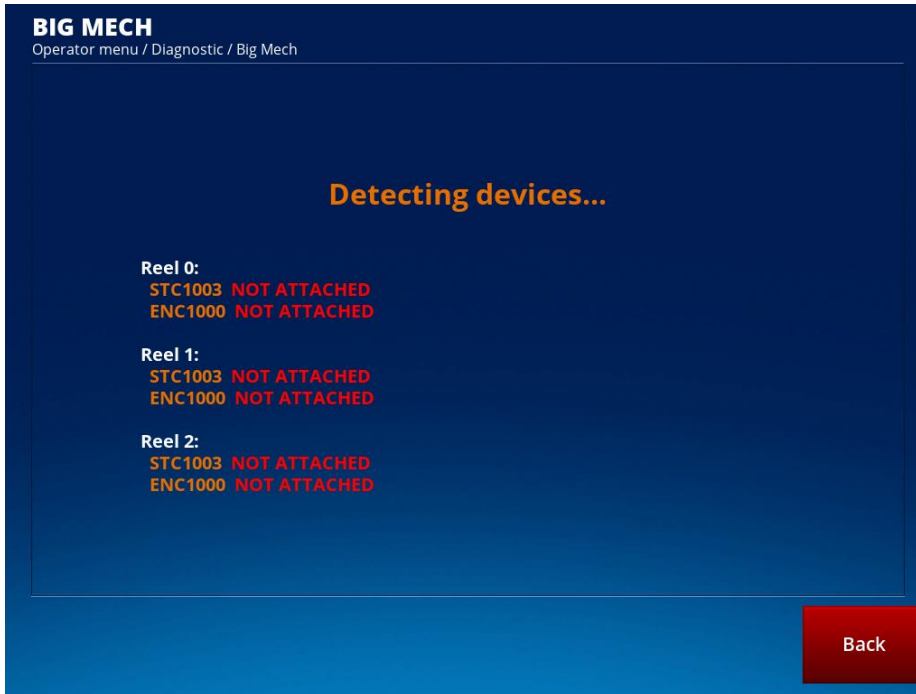 BIG MECH
Operator menu / Diagnostic / Big Mech
Detecting devices...
Reel 0:
STC1003 NOT ATTACHED
ENC1000 NOT ATTACHED
Reel 1:
STC1003 NOT ATTACHED
ENC1000 NOT ATTACHED
Reel 2:
STC1003 NOT ATTACHED
ENC1000 NOT ATTACHED
Back